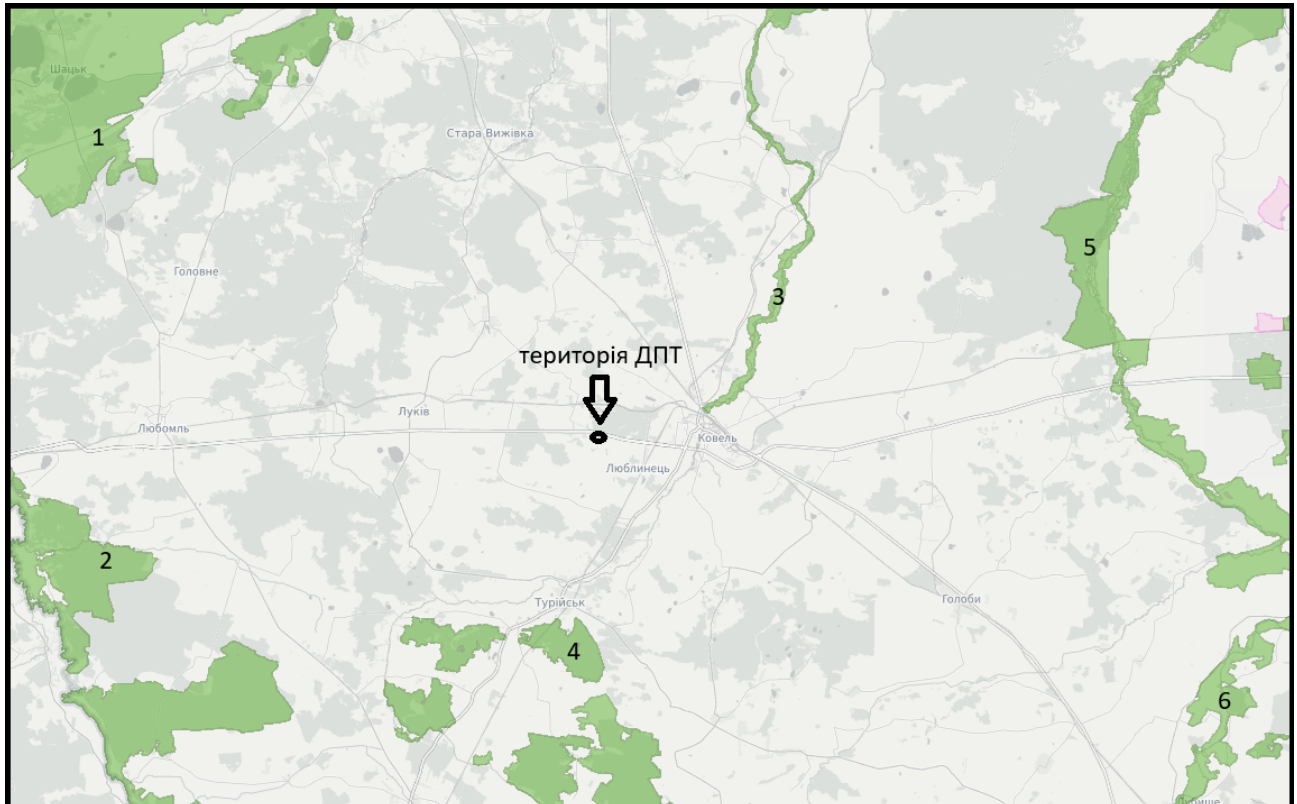 Шацьк
1
Стара Вижівка
5
Головне
3
територія ДПТ
Луків
Любомль
Ковель
Люблинець
2
Голоби
Турійськ
4
6